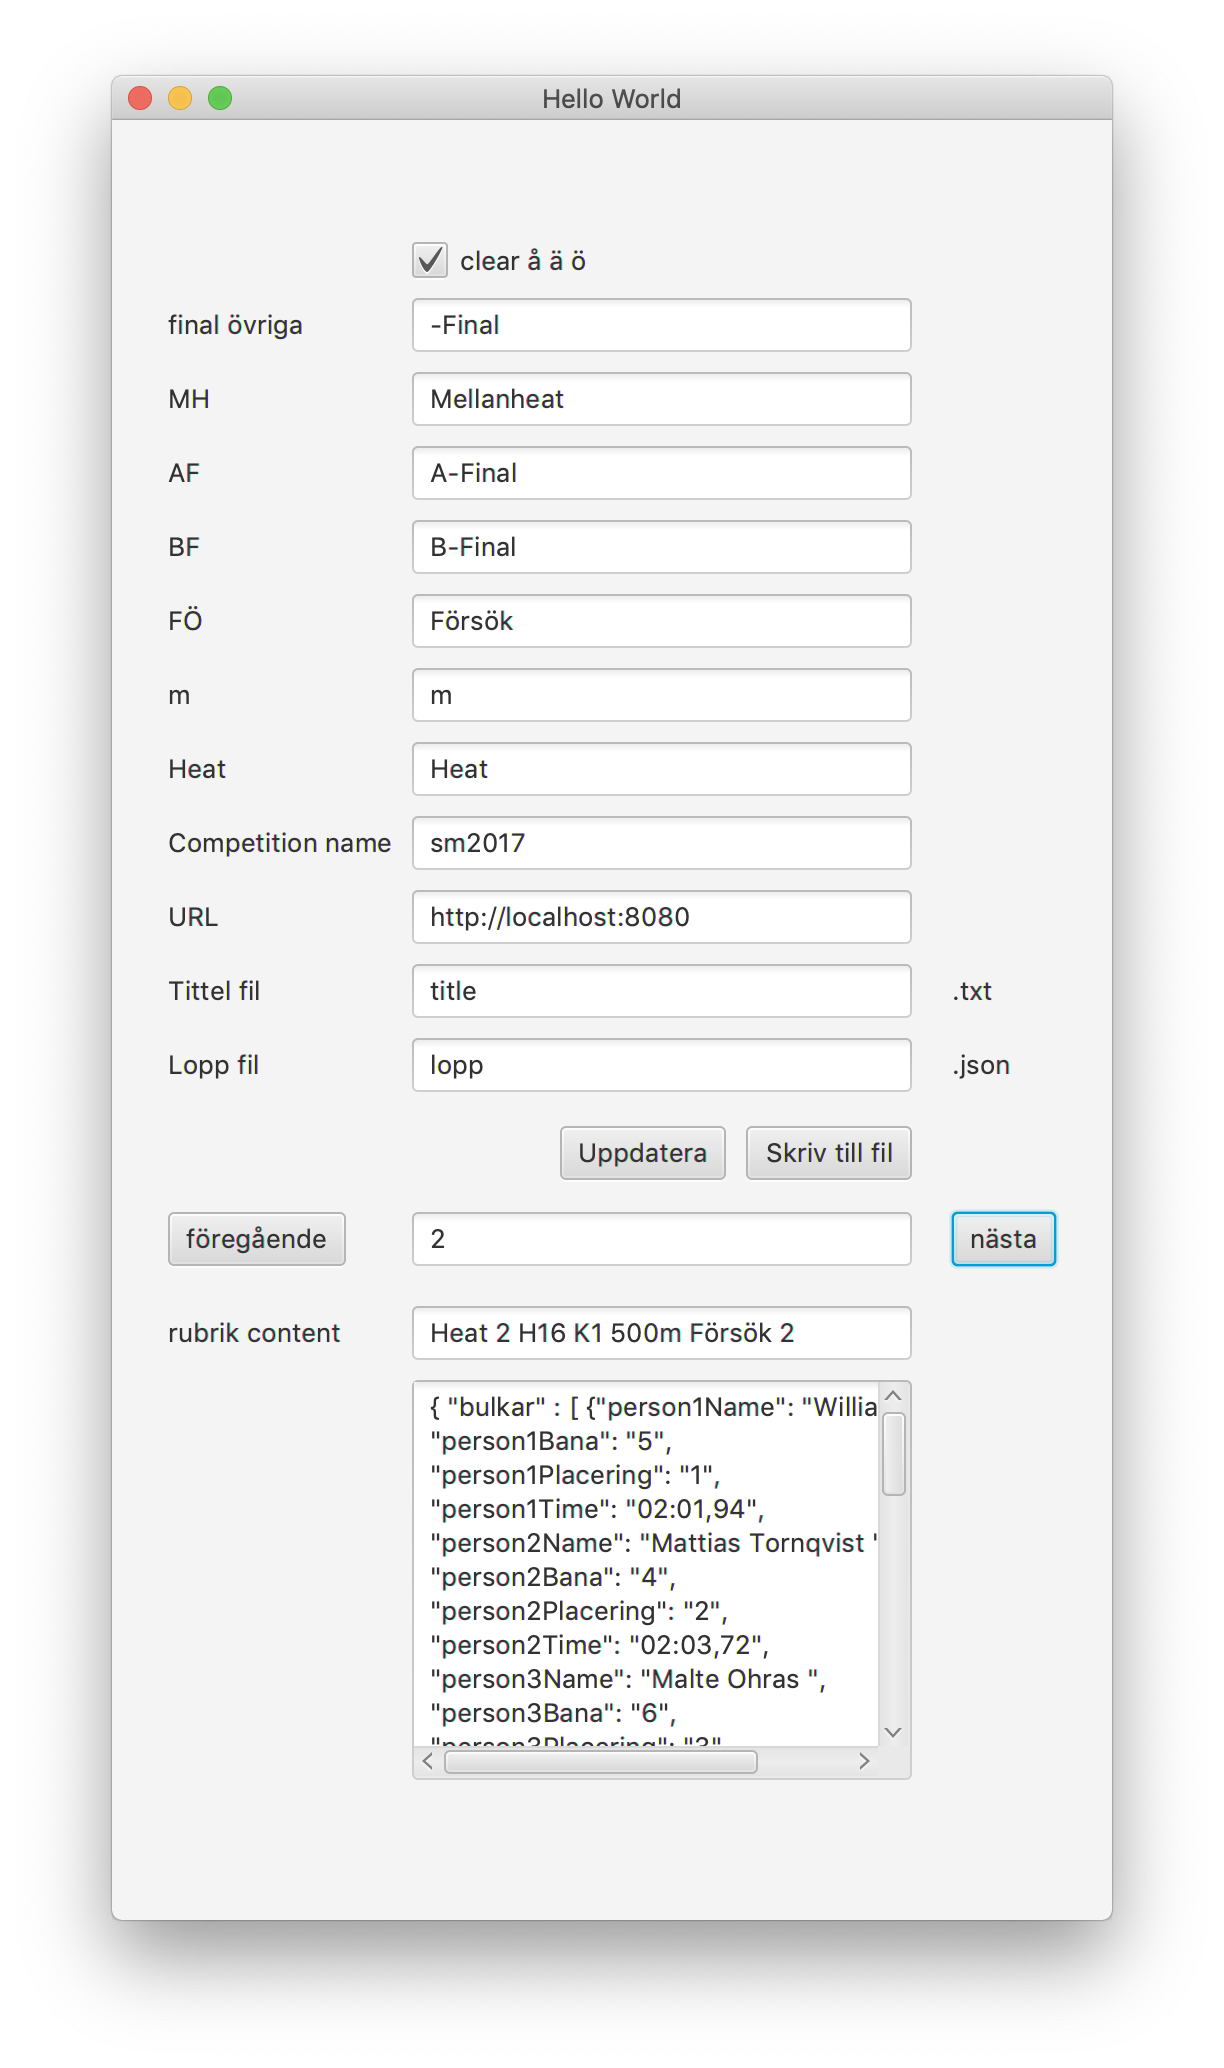 Hello World
clear å ä ö
final övriga -Final
MH Mellanheat
AF A-Final
BF B-Final
FÖ Försök
m m
Heat Heat
Competition name sm2017
URL http://localhost:8080
Tittel fil title .txt
Lopp fil lopp .json
Uppdatera Skriv till fil
föregående 2 nästa
rubrik content Heat 2 H16 K1 500m Försök 2
{ "bulkar" : [ {"person1Name": "Willia
"person1Bana": "5",
"person1Placering": "1",
"person1Time": "02:01,94",
"person2Name": "Mattias Tornqvist "
"person2Bana": "4",
"person2Placering": "2",
"person2Time": "02:03,72",
"person3Name": "Malte Ohras ",
"person3Bana": "6",
"person3Placering": "3"